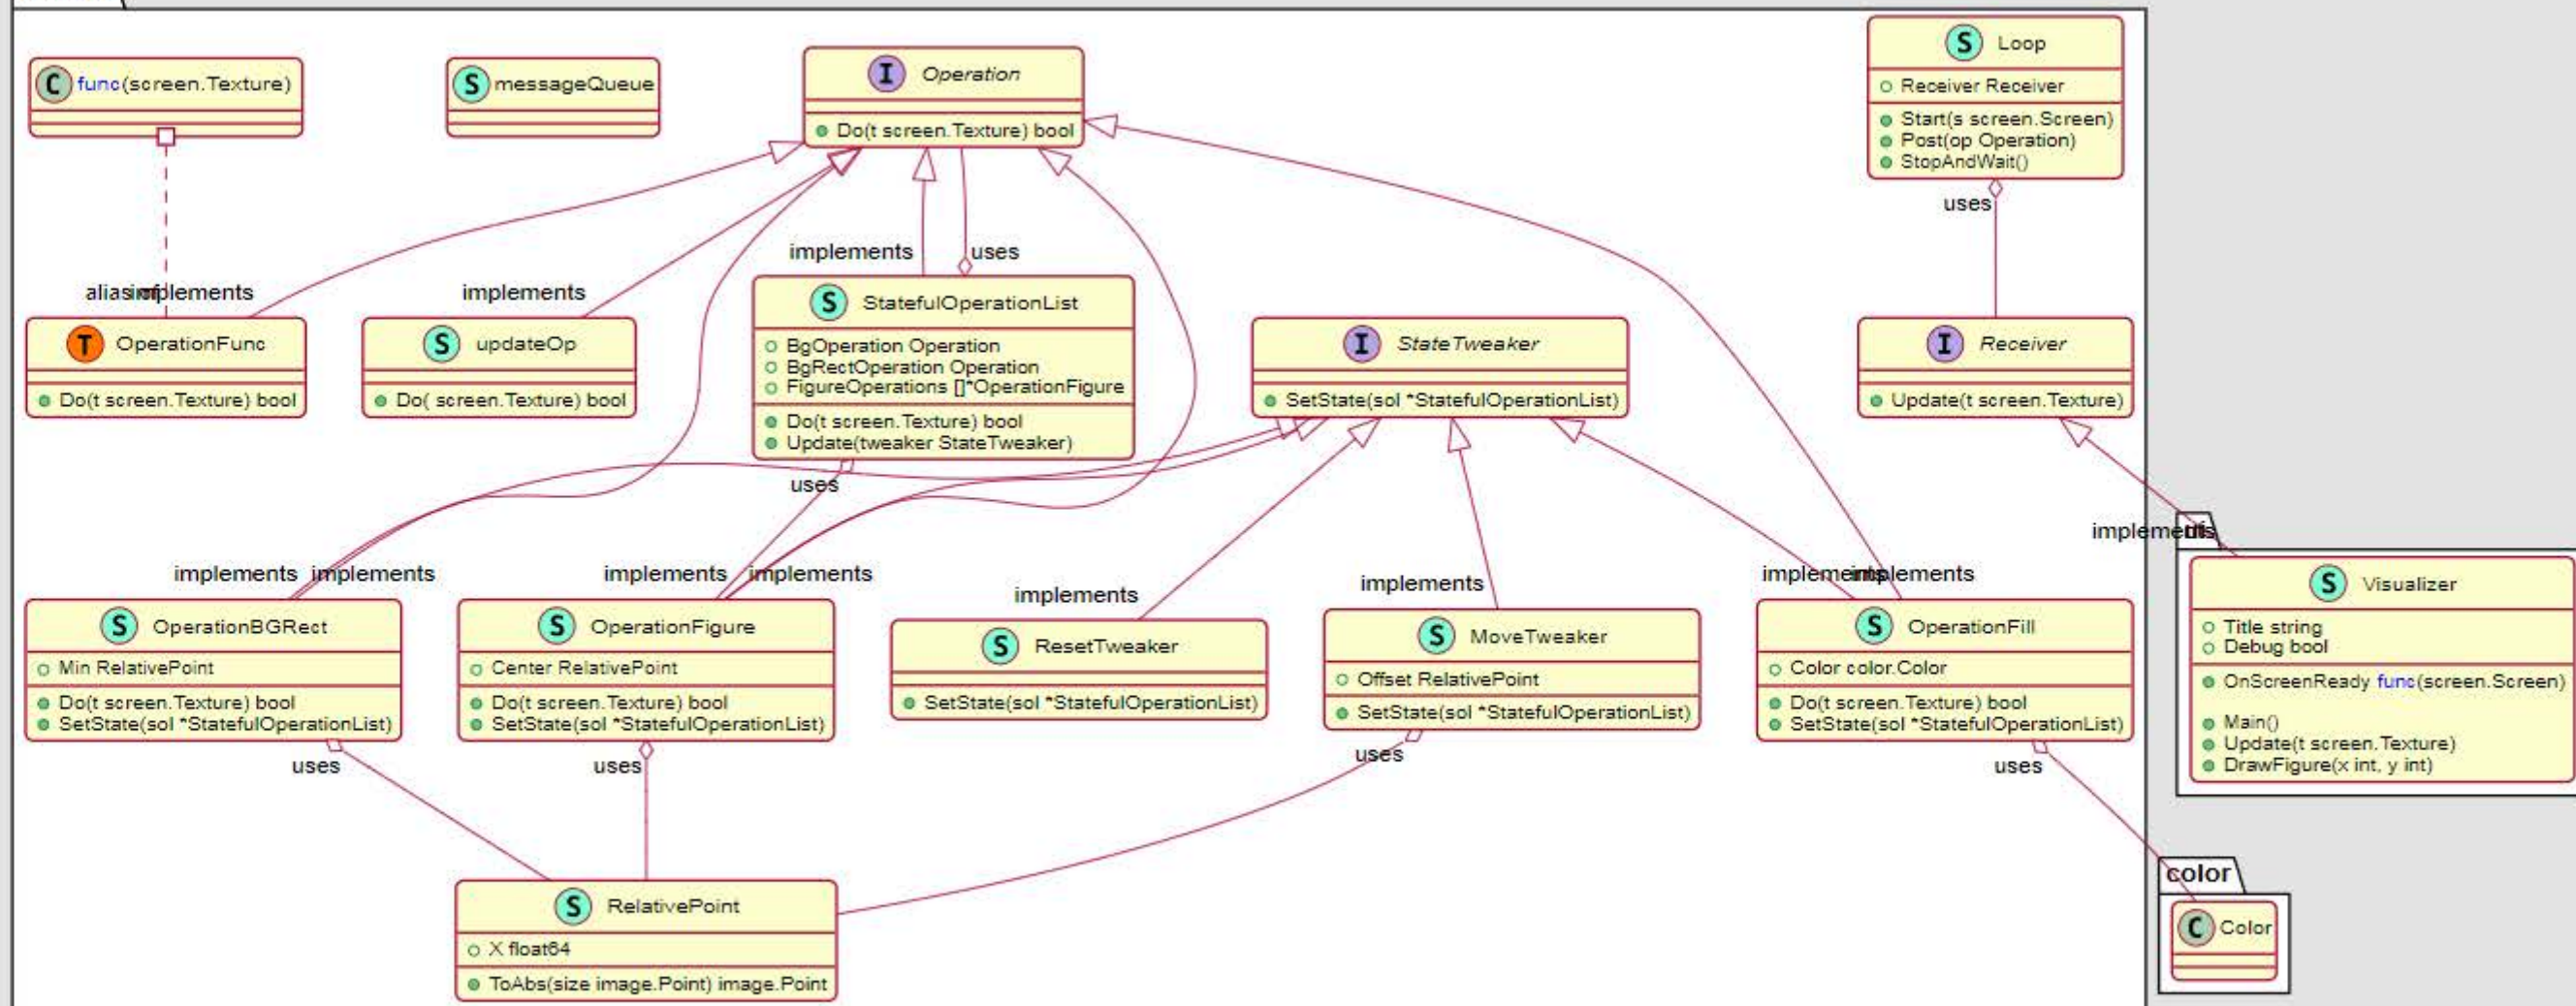 C func(screen.Texture)
S messageQueue
I Operation
Do(t screen.Texture) bool
S Loop
Receiver Receiver
Start(s screen.Screen)
Post(op Operation)
StopAndWait()
uses
implements
uses
alias of
implements
implements
T OperationFunc
Do(t screen.Texture) bool
S updateOp
Do( screen.Texture) bool
S StatefulOperationList
BgOperation Operation
BgRectOperation Operation
FigureOperations []*OperationFigure
Do(t screen.Texture) bool
Update(tweaker StateTweaker)
I StateTweaker
SetState(sol *StatefulOperationList)
I Receiver
Update(t screen.Texture)
uses
implements
ui
implements
implements
implements
implements
implements
implements
implements
implements
S OperationBGRect
Min RelativePoint
Do(t screen.Texture) bool
SetState(sol *StatefulOperationList)
S OperationFigure
Center RelativePoint
Do(t screen.Texture) bool
SetState(sol *StatefulOperationList)
S ResetTweaker
SetState(sol *StatefulOperationList)
S MoveTweaker
Offset RelativePoint
SetState(sol *StatefulOperationList)
S OperationFill
Color color.Color
Do(t screen.Texture) bool
SetState(sol *StatefulOperationList)
S Visualizer
Title string
Debug bool
OnScreenReady func(screen.Screen)
Main()
Update(t screen.Texture)
DrawFigure(x int, y int)
uses
uses
uses
uses
S RelativePoint
X float64
ToAbs(size image.Point) image.Point
color
C Color